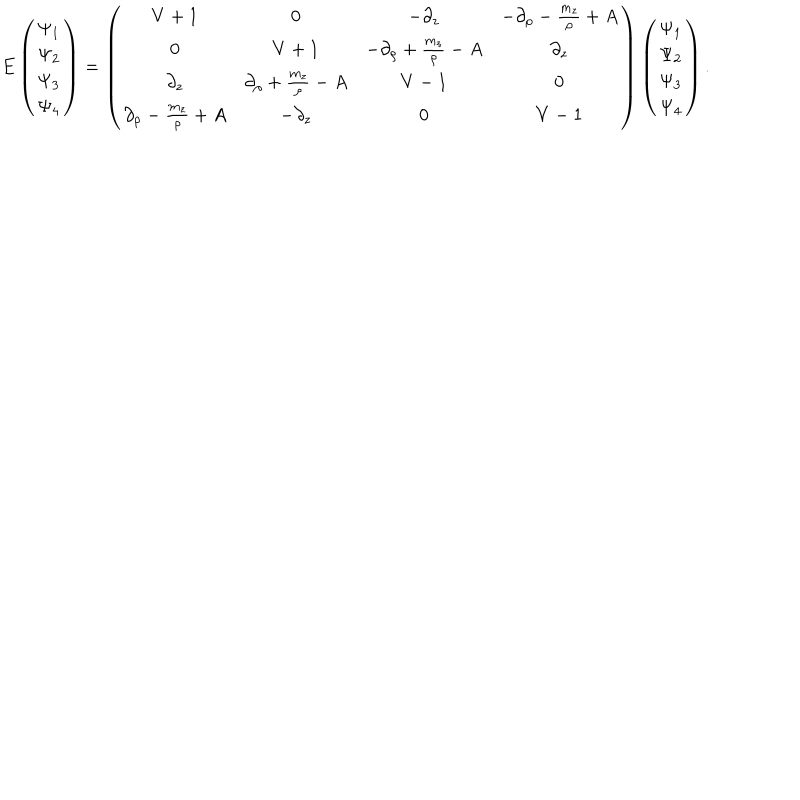 E \begin{pmatrix} \Psi_1 \\ \Psi_2 \\ \Psi_3 \\ \Psi_4 \end{pmatrix} = \begin{pmatrix} V+1 & 0 & -\partial_z & -\partial_\rho - \frac{m_z}{\rho} + A \\ 0 & V+1 & -\partial_\rho + \frac{m_z}{\rho} - A & \partial_z \\ \partial_z & \partial_\rho + \frac{m_z}{\rho} - A & V-1 & 0 \\ \partial_\rho - \frac{m_z}{\rho} + A & -\partial_z & 0 & V-1 \end{pmatrix} \begin{pmatrix} \Psi_1 \\ \Psi_2 \\ \Psi_3 \\ \Psi_4 \end{pmatrix} .